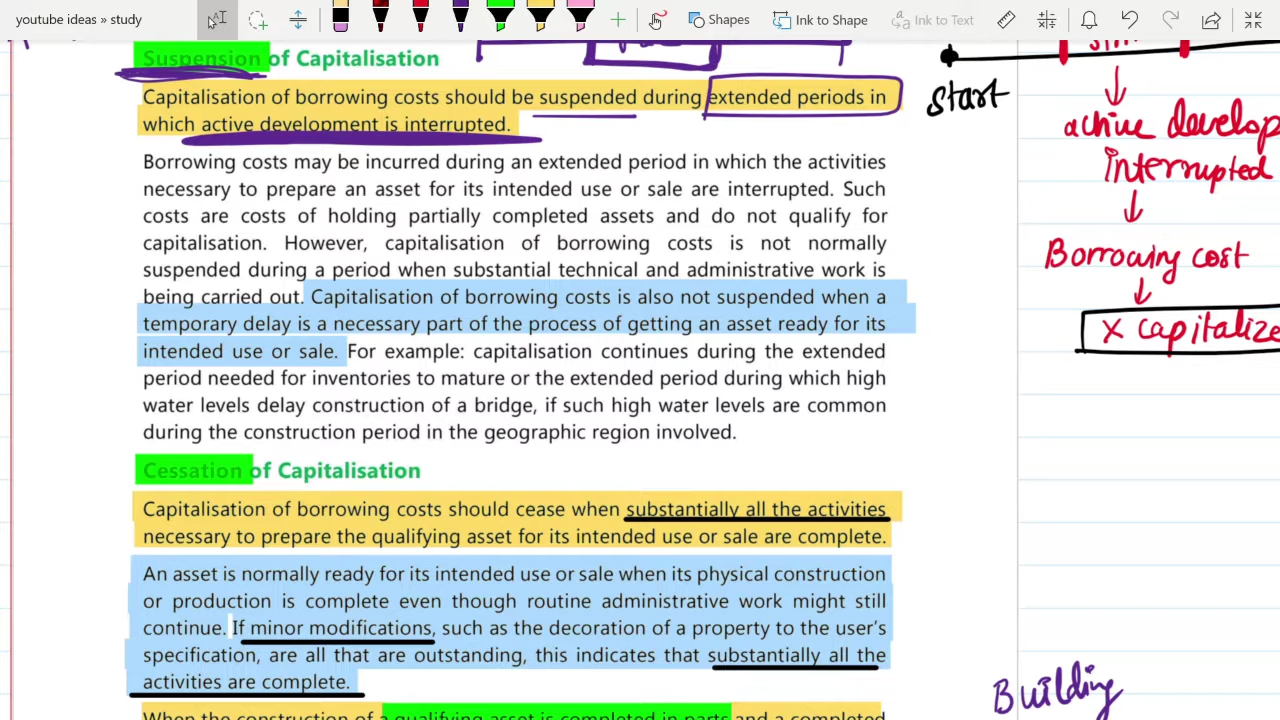 youtube ideas » study
Shapes
Ink to Shape
Ink to Text
Suspension of Capitalisation
Capitalisation of borrowing costs should be suspended during extended periods in
which active development is interrupted.
Borrowing costs may be incurred during an extended period in which the activities
necessary to prepare an asset for its intended use or sale are interrupted. Such
costs are costs of holding partially completed assets and do not qualify for
capitalisation. However, capitalisation of borrowing costs is not normally
suspended during a period when substantial technical and administrative work is
being carried out. Capitalisation of borrowing costs is also not suspended when a
temporary delay is a necessary part of the process of getting an asset ready for its
intended use or sale. For example: capitalisation continues during the extended
period needed for inventories to mature or the extended period during which high
water levels delay construction of a bridge, if such high water levels are common
during the construction period in the geographic region involved.
Cessation of Capitalisation
Capitalisation of borrowing costs should cease when substantially all the activities
necessary to prepare the qualifying asset for its intended use or sale are complete.
An asset is normally ready for its intended use or sale when its physical construction
or production is complete even though routine administrative work might still
continue. If minor modifications, such as the decoration of a property to the user's
specification, are all that are outstanding, this indicates that substantially all the
activities are complete.
When the construction of a qualifying asset is completed in parts and a completed
start
active develop
interrupted
Borrowing cost
x capitalize
Building